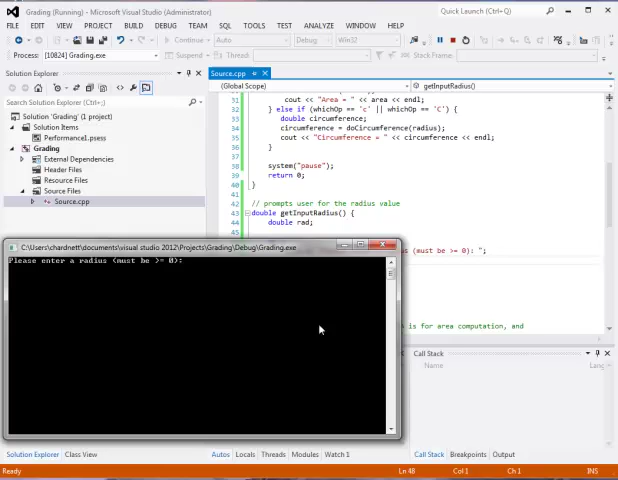 Grading (Running) - Microsoft Visual Studio (Administrator)
Quick Launch (Ctrl+Q)
FILE EDIT VIEW PROJECT BUILD DEBUG TEAM SQL TOOLS TEST ANALYZE WINDOW HELP
Continue Auto Debug Win32
Process: [10824] Grading.exe Suspend Thread: Stack Frame:
Solution Explorer
Search Solution Explorer (Ctrl+;)
Solution 'Grading' (1 project)
Solution Items
Performance1.psess
Grading
External Dependencies
Header Files
Resource Files
Source Files
Source.cpp
Source.cpp
(Global Scope) getInputRadius()
31 cout << "Area = " << area << endl;
32 } else if (whichOp == 'c' || whichOp == 'C') {
33 double circumference;
34 circumference = doCircumference(radius);
35 cout << "Circumference = " << circumference << endl;
36 }
37
38 system("pause");
39 return 0;
40 }
41
42 // prompts user for the radius value
43 double getInputRadius() {
44 double rad;
45
us (must be >= 0): ";
is for area computation, and
C:\Users\chardnett\documents\visual studio 2012\Projects\Grading\Debug\Grading.exe
Please enter a radius (must be >= 0):
Call Stack
Name Lang
Solution Explorer Class View
Autos Locals Threads Modules Watch 1
Call Stack Breakpoints Output
Ready Ln 48 Col 1 Ch 1 INS